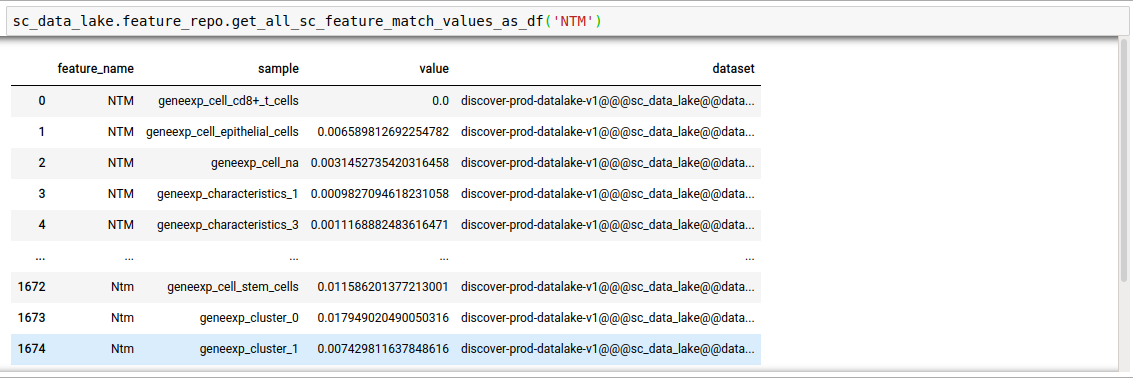 sc_data_lake.feature_repo.get_all_sc_feature_match_values_as_df('NTM')
feature_name sample value dataset
0 NTM geneexp_cell_cd8+_t_cells 0.0 discover-prod-datalake-v1@@@sc_data_lake@@data...
1 NTM geneexp_cell_epithelial_cells 0.006589812692254782 discover-prod-datalake-v1@@@sc_data_lake@@data...
2 NTM geneexp_cell_na 0.003145273542031​6458 discover-prod-datalake-v1@@@sc_data_lake@@data...
3 NTM geneexp_characteristics_1 0.0009827094618231058 discover-prod-datalake-v1@@@sc_data_lake@@data...
4 NTM geneexp_characteristics_3 0.0011168882483616471 discover-prod-datalake-v1@@@sc_data_lake@@data...
... ... ... ... ...
1672 Ntm geneexp_cell_stem_cells 0.011586201377213001 discover-prod-datalake-v1@@@sc_data_lake@@data...
1673 Ntm geneexp_cluster_0 0.017949020490050316 discover-prod-datalake-v1@@@sc_data_lake@@data...
1674 Ntm geneexp_cluster_1 0.007429811637848616 discover-prod-datalake-v1@@@sc_data_lake@@data...